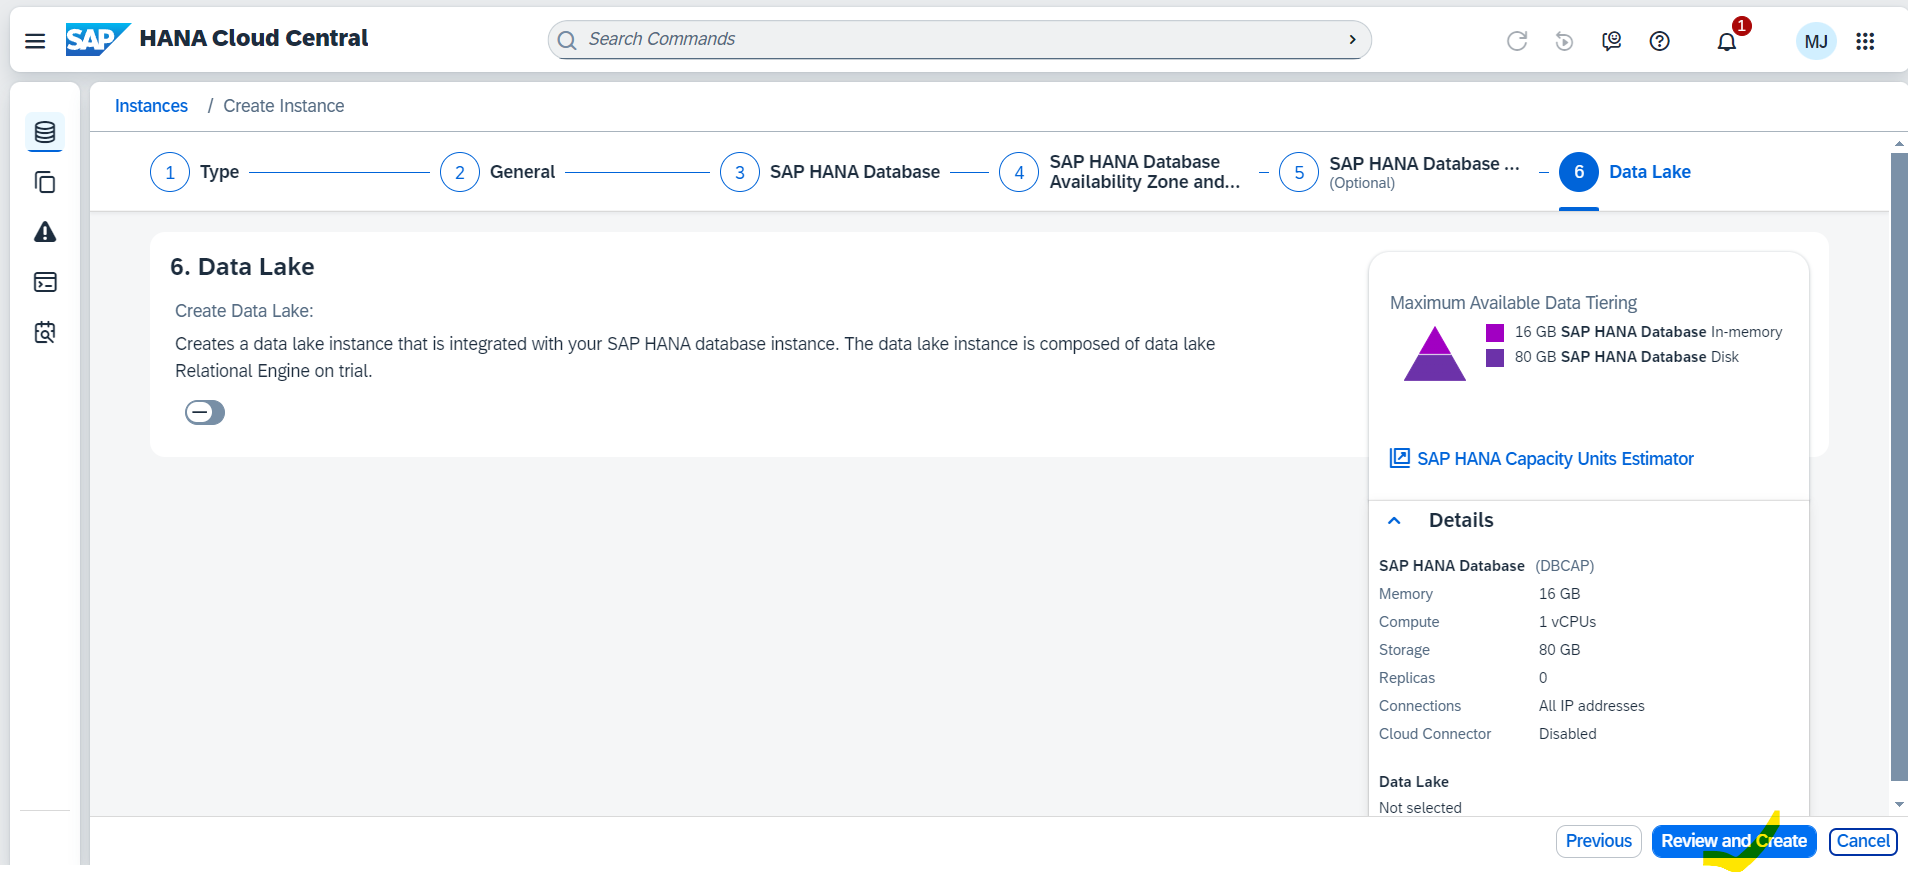 SAP HANA Cloud Central
Search Commands
1
MJ
Instances / Create Instance
1 Type
2 General
3 SAP HANA Database
4 SAP HANA Database
Availability Zone and...
5 SAP HANA Database ...
(Optional)
6 Data Lake
6. Data Lake
Create Data Lake:
Creates a data lake instance that is integrated with your SAP HANA database instance. The data lake instance is composed of data lake
Relational Engine on trial.
Maximum Available Data Tiering
16 GB SAP HANA Database In-memory
80 GB SAP HANA Database Disk
SAP HANA Capacity Units Estimator
Details
SAP HANA Database (DBCAP)
Memory 16 GB
Compute 1 vCPUs
Storage 80 GB
Replicas 0
Connections All IP addresses
Cloud Connector Disabled
Data Lake
Not selected
Previous Review and Create Cancel